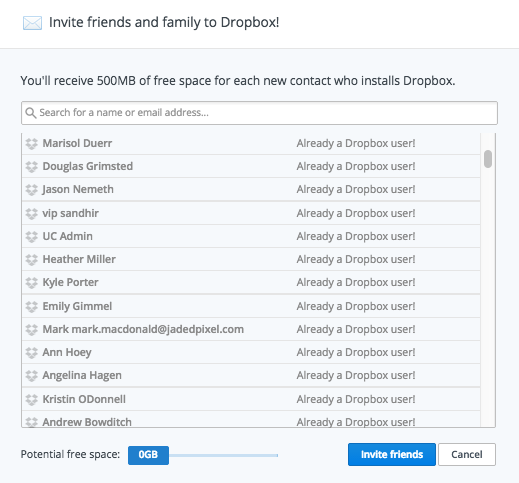 Invite friends and family to Dropbox!
You'll receive 500MB of free space for each new contact who installs Dropbox.
Search for a name or email address...
Marisol Duerr Already a Dropbox user!
Douglas Grimsted Already a Dropbox user!
Jason Nemeth Already a Dropbox user!
vip sandhir Already a Dropbox user!
UC Admin Already a Dropbox user!
Heather Miller Already a Dropbox user!
Kyle Porter Already a Dropbox user!
Emily Gimmel Already a Dropbox user!
Mark mark.macdonald@jadedpixel.com Already a Dropbox user!
Ann Hoey Already a Dropbox user!
Angelina Hagen Already a Dropbox user!
Kristin ODonnell Already a Dropbox user!
Andrew Bowditch Already a Dropbox user!
Potential free space: 0GB Invite friends Cancel